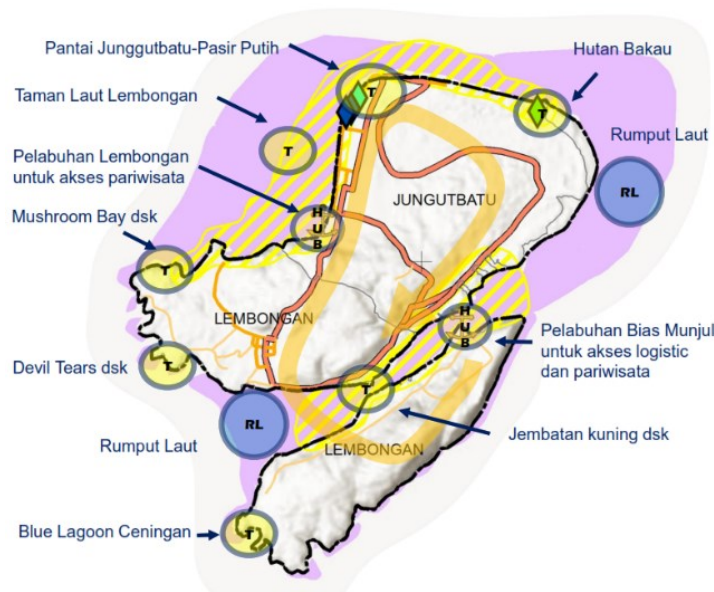 Pantai Junggutbatu-Pasir Putih
Hutan Bakau
Taman Laut Lembongan
T
T
T
Rumput Laut
Pelabuhan Lembongan
untuk akses pariwisata
RL
JUNGUTBATU
Mushroom Bay dsk
HUB
T
LEMBONGAN
HUB
Pelabuhan Bias Munjul
untuk akses logistic
dan pariwisata
Devil Tears dsk
T
T
RL
Rumput Laut
Jembatan kuning dsk
LEMBONGAN
Blue Lagoon Ceningan
T